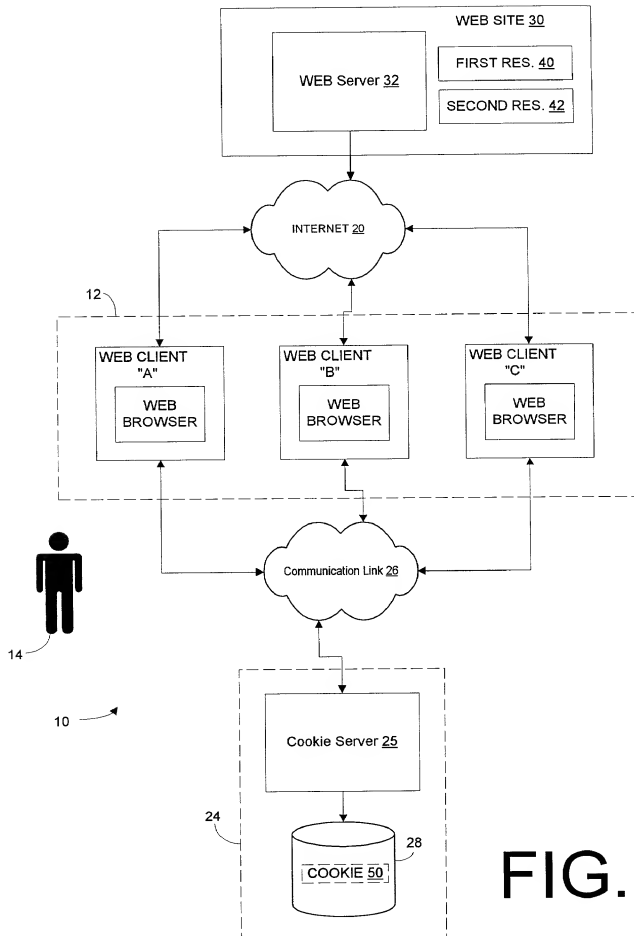 WEB SITE 30
WEB Server 32
FIRST RES. 40
SECOND RES. 42
INTERNET 20
12
WEB CLIENT
"A"
WEB
BROWSER
WEB CLIENT
"B"
WEB
BROWSER
WEB CLIENT
"C"
WEB
BROWSER
Communication Link 26
14
10
Cookie Server 25
24
28
COOKIE 50
FIG.